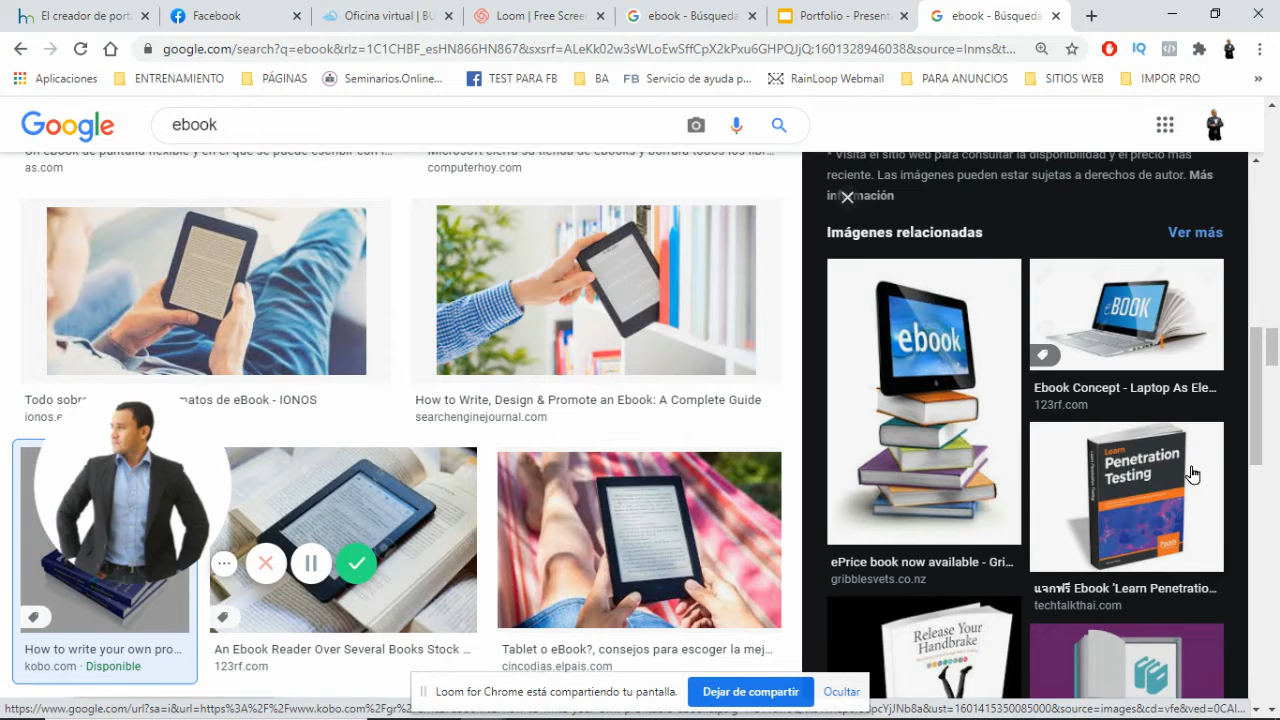 El creador de porta
Facebook
Oficina virtual | BU
Loom | Free Screer
ebook - Búsqueda
Portfolio - Present
ebook - Búsqueda
google.com/search?q=ebook&rlz=1C1CHBF_esHN866HN867&sxsrf=ALeKk02w3sWLoEwSffCpX2kPxu6GHPQJjQ:1601328946038&source=lnms&t...
Aplicaciones
ENTRENAMIENTO
PÁGINAS
Seminarios.Online...
TEST PARA FB
BA
FB Servicio de ayuda p...
RainLoop Webmail
PARA ANUNCIOS
SITIOS WEB
IMPOR PRO
»
Google
ebook
as.com
computerhoy.com
* Visita el sitio web para consultar la disponibilidad y el precio más
reciente. Las imágenes pueden estar sujetas a derechos de autor. Más
información
Imágenes relacionadas
Ver más
ebook
eBOOK
Ebook Concept - Laptop As Ele...
123rf.com
Todo sobr
matos de eBook - IONOS
ionos.e
How to Write, Design & Promote an Ebook: A Complete Guide
searchenginejournal.com
Learn
Penetration
Testing
ePrice book now available - Gri...
gribblesvets.co.nz
แจกฟรี Ebook 'Learn Penetratio...
techtalkthai.com
Release Your
Handbrake
How to write your own pro...
kobo.com · Disponible
An Ebook Reader Over Several Books Stock ...
123rf.com
Tablet o eBook?, consejos para escoger la mej...
cincodias.elpais.com
Loom for Chrome está compartiendo tu pantalla.
Dejar de compartir
Ocultar